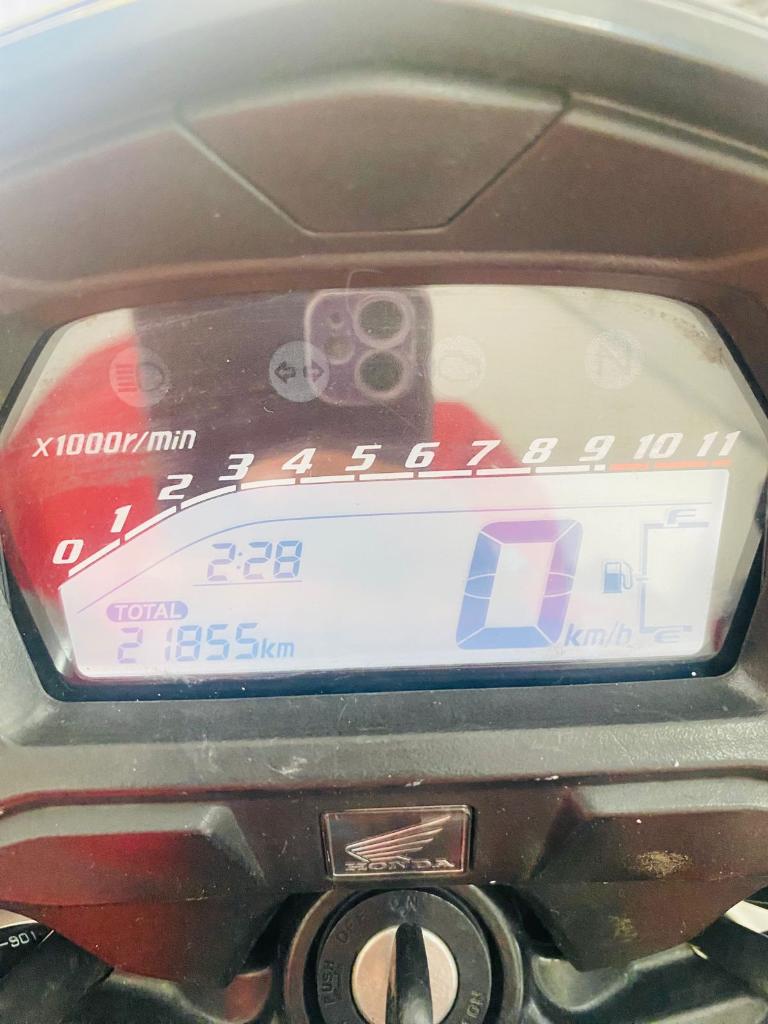 x1000r/min
0 1 2 3 4 5 6 7 8 9 10 11
2:28
TOTAL
21855km
0 km/h
F
E
HONDA
ON
OFF
PUSH
-901-